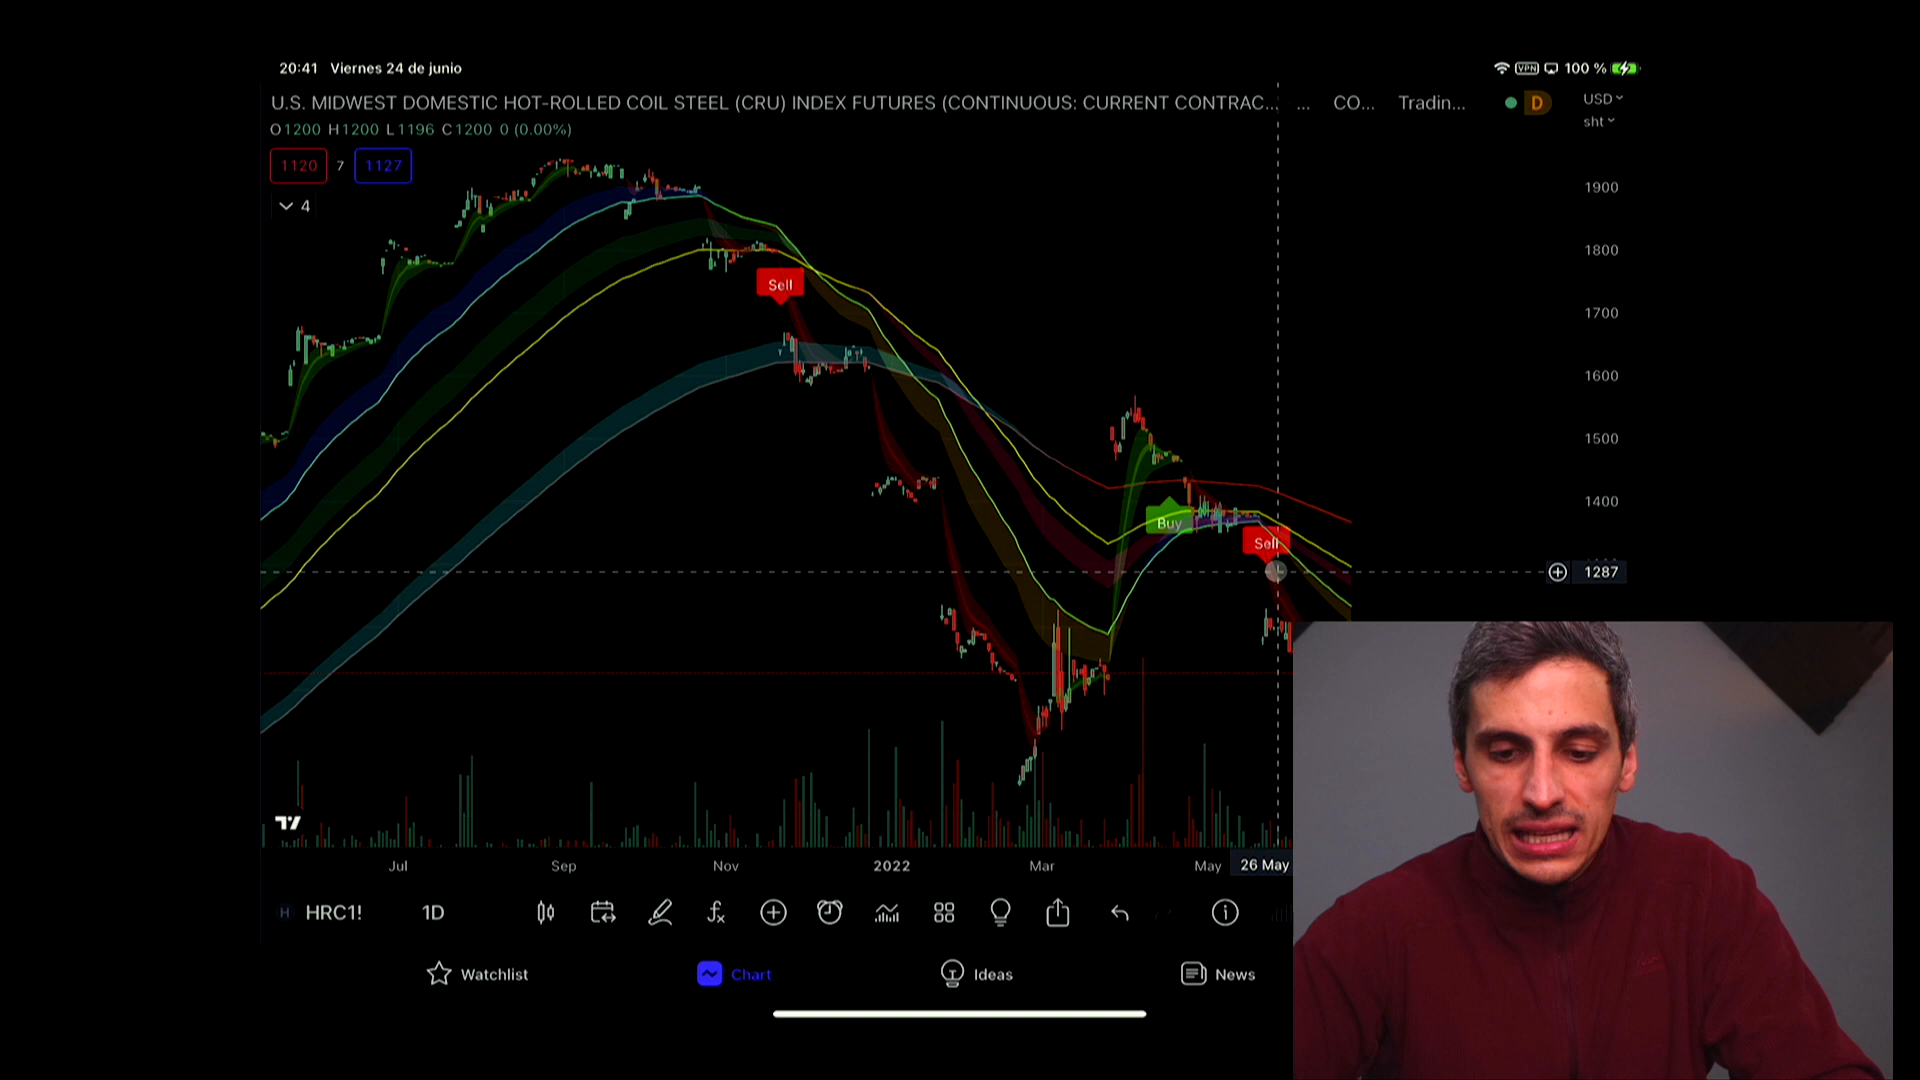 20:41 Viernes 24 de junio
VPN 100 %
U.S. MIDWEST DOMESTIC HOT-ROLLED COIL STEEL (CRU) INDEX FUTURES (CONTINUOUS: CURRENT CONTRAC... ... CO... Tradin... D USD
sht
O1200 H1200 L1196 C1200 0 (0.00%)
1120 7 1127
4
1900
1800
1700
1600
1500
1400
1287
Sell
Buy
Sell
Jul Sep Nov 2022 Mar May 26 May
H HRC1! 1D
Watchlist Chart Ideas News